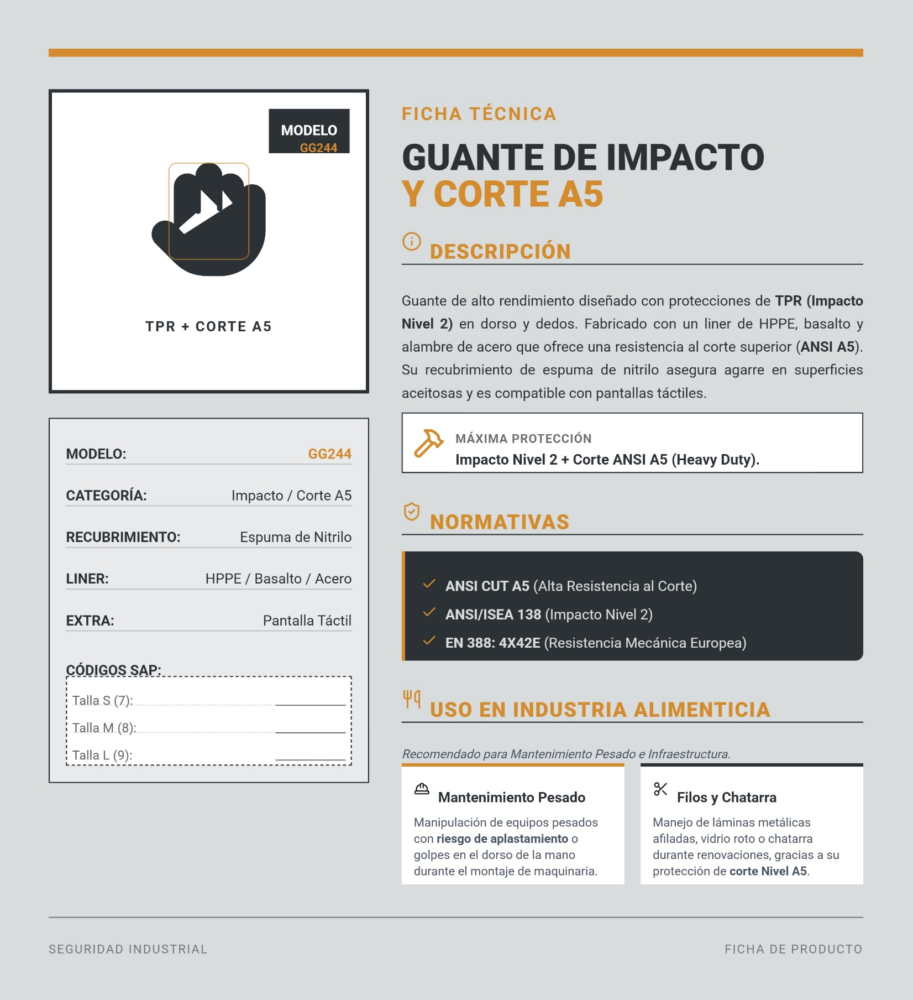 MODELO
GG244
TPR + CORTE A5
MODELO: GG244
CATEGORÍA: Impacto / Corte A5
RECUBRIMIENTO: Espuma de Nitrilo
LINER: HPPE / Basalto / Acero
EXTRA: Pantalla Táctil
CÓDIGOS SAP:
Talla S (7):
Talla M (8):
Talla L (9):
FICHA TÉCNICA
GUANTE DE IMPACTO
Y CORTE A5
DESCRIPCIÓN
Guante de alto rendimiento diseñado con protecciones de TPR (Impacto
Nivel 2) en dorso y dedos. Fabricado con un liner de HPPE, basalto y
alambre de acero que ofrece una resistencia al corte superior (ANSI A5).
Su recubrimiento de espuma de nitrilo asegura agarre en superficies
aceitosas y es compatible con pantallas táctiles.
MÁXIMA PROTECCIÓN
Impacto Nivel 2 + Corte ANSI A5 (Heavy Duty).
NORMATIVAS
ANSI CUT A5 (Alta Resistencia al Corte)
ANSI/ISEA 138 (Impacto Nivel 2)
EN 388: 4X42E (Resistencia Mecánica Europea)
USO EN INDUSTRIA ALIMENTICIA
Recomendado para Mantenimiento Pesado e Infraestructura.
Mantenimiento Pesado
Manipulación de equipos pesados
con riesgo de aplastamiento o
golpes en el dorso de la mano
durante el montaje de maquinaria.
Filos y Chatarra
Manejo de láminas metálicas
afiladas, vidrio roto o chatarra
durante renovaciones, gracias a su
protección de corte Nivel A5.
SEGURIDAD INDUSTRIAL
FICHA DE PRODUCTO